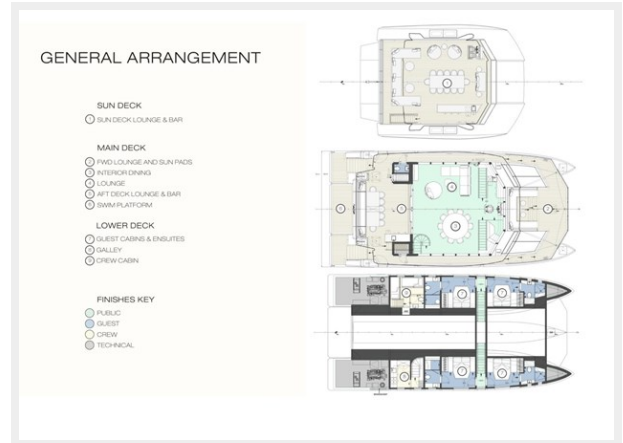 GENERAL ARRANGEMENT
SUN DECK
1 SUN DECK LOUNGE & BAR
MAIN DECK
2 FWD LOUNGE AND SUN PADS
3 INTERIOR DINING
4 LOUNGE
5 AFT DECK LOUNGE & BAR
6 SWIM PLATFORM
LOWER DECK
7 GUEST CABINS & ENSUITES
8 GALLEY
9 CREW CABIN
FINISHES KEY
PUBLIC
GUEST
CREW
TECHNICAL